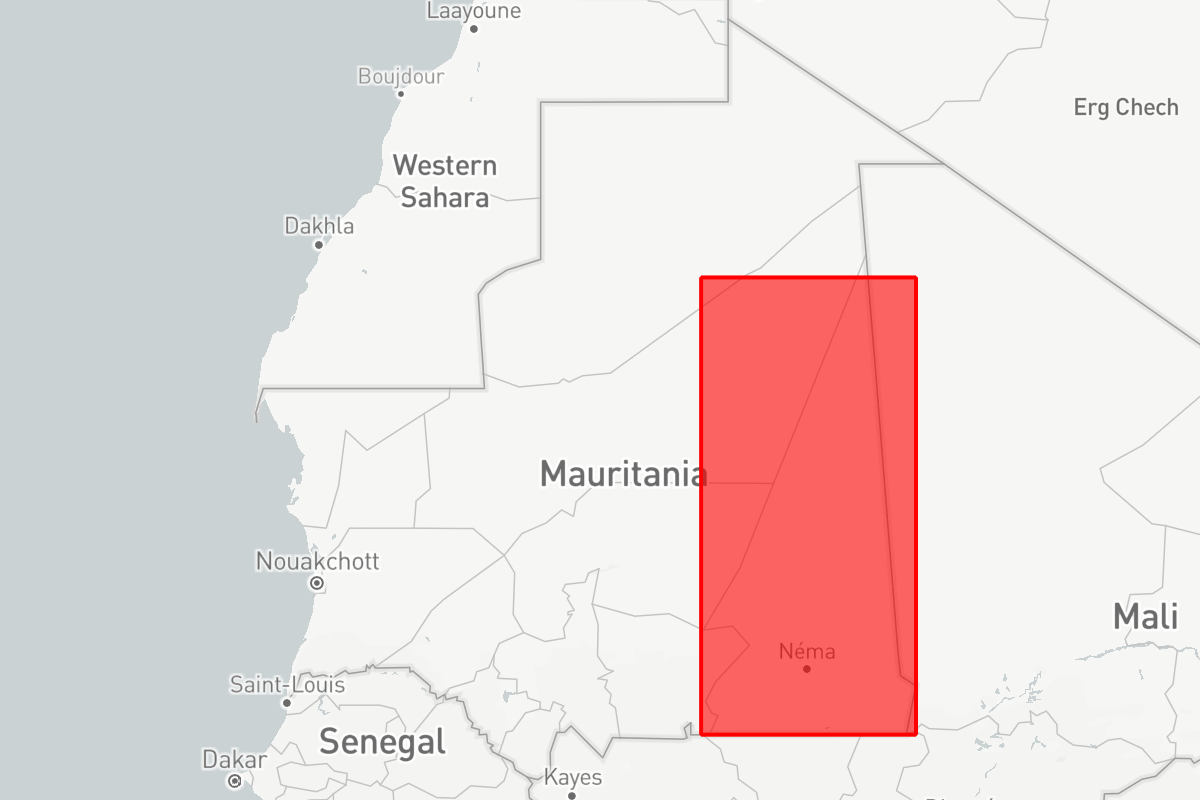 Laayoune
Boujdour
Erg Chech
Western
Sahara
Dakhla
Mauritania
Nouakchott
Mali
Néma
Saint-Louis
Senegal
Dakar
Kayes